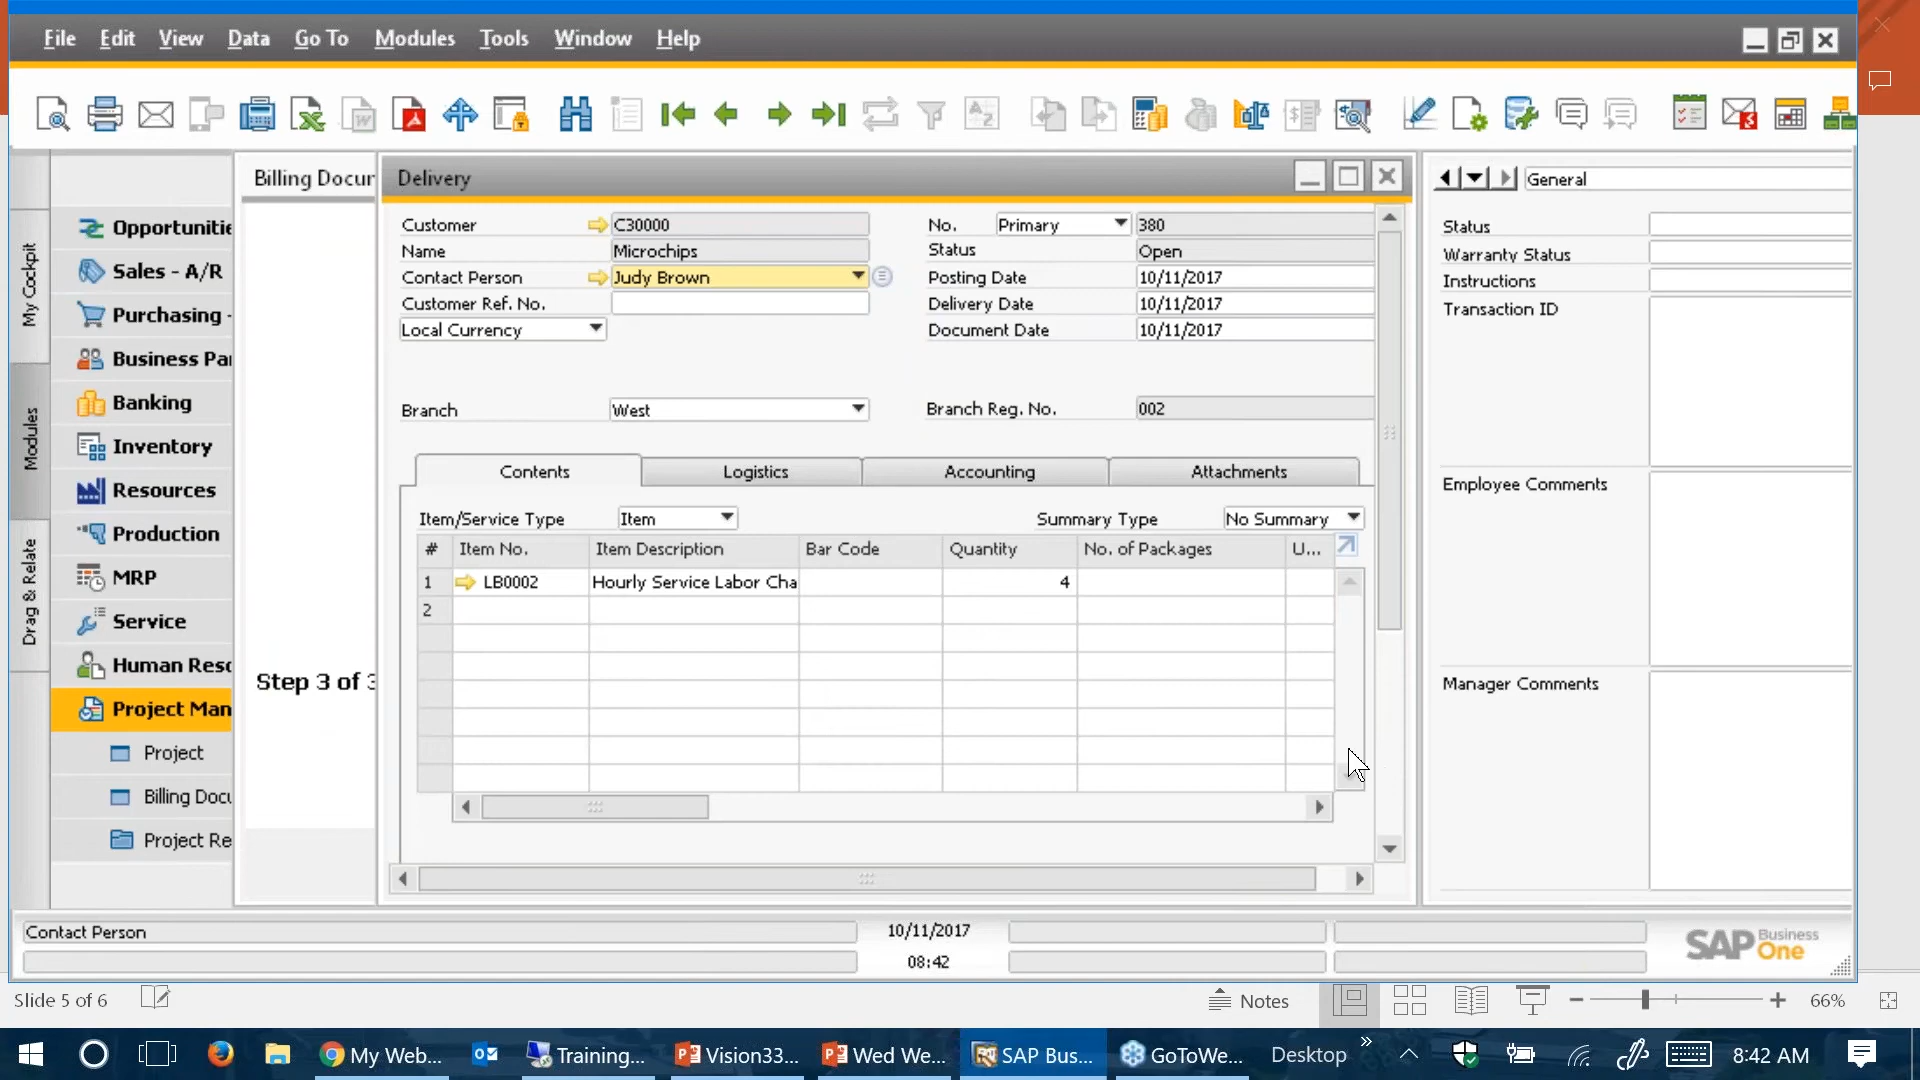 File Edit View Data Go To Modules Tools Window Help
My Cockpit
Modules
Drag & Relate
Opportunitie
Sales - A/R
Purchasing -
Business Pa
Banking
Inventory
Resources
Production
MRP
Service
Human Reso
Project Man
Project
Billing Docu
Project Re
Billing Docum
Step 3 of 3
Delivery
Customer C30000
Name Microchips
Contact Person Judy Brown
Customer Ref. No.
Local Currency
Branch West
No. Primary 380
Status Open
Posting Date 10/11/2017
Delivery Date 10/11/2017
Document Date 10/11/2017
Branch Reg. No. 002
Contents Logistics Accounting Attachments
Item/Service Type Item Summary Type No Summary
# Item No. Item Description Bar Code Quantity No. of Packages U...
1 LB0002 Hourly Service Labor Cha 4
2
General
Status
Warranty Status
Instructions
Transaction ID
Employee Comments
Manager Comments
Contact Person 10/11/2017
08:42
SAP Business One
Slide 5 of 6 Notes 66%
My Web... Training... Vision33... Wed We... SAP Bus... GoToWe... Desktop 8:42 AM